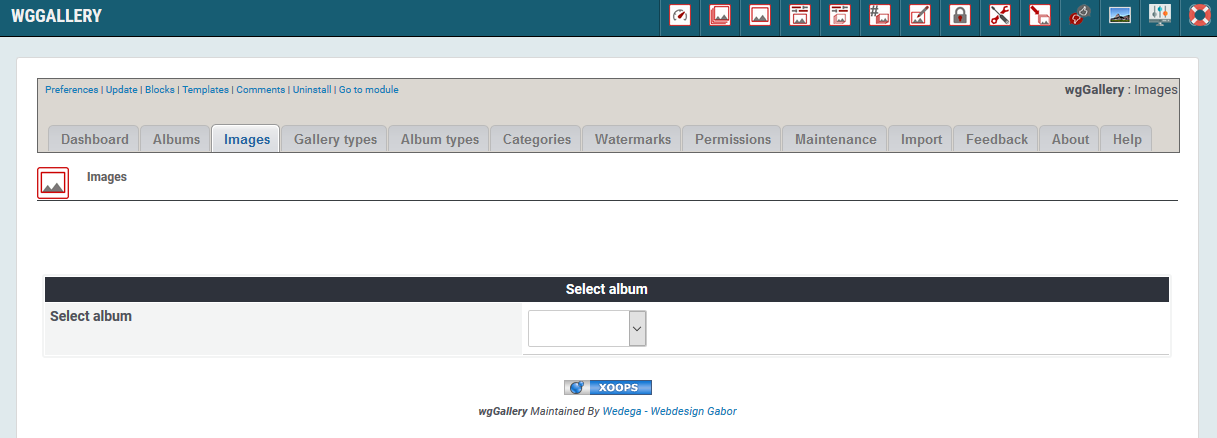 WGGALLERY
Preferences | Update | Blocks | Templates | Comments | Uninstall | Go to module
wgGallery : Images
Dashboard Albums Images Gallery types Album types Categories Watermarks Permissions Maintenance Import Feedback About Help
Images
Select album
Select album
XOOPS
wgGallery Maintained By Wedega - Webdesign Gabor